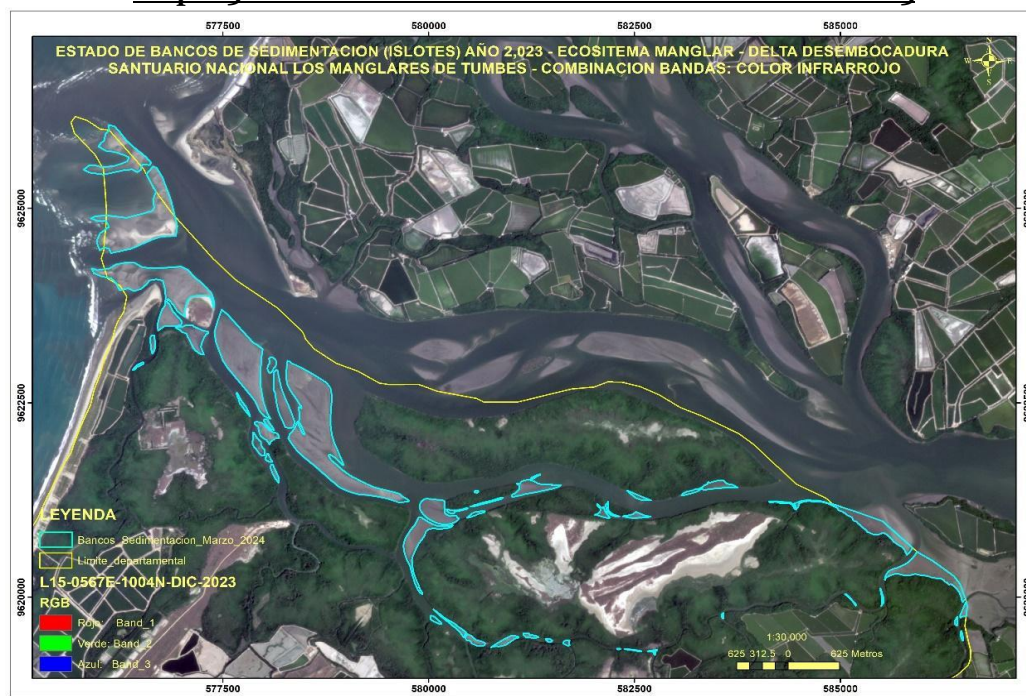 577500 580000 582500 585000
ESTADO DE BANCOS DE SEDIMENTACION (ISLOTES) AÑO 2,023 - ECOSITEMA MANGLAR - DELTA DESEMBOCADURA
SANTUARIO NACIONAL LOS MANGLARES DE TUMBES - COMBINACION BANDAS: COLOR INFRARROJO
N
W E
S
9625000
9622500
9620000
LEYENDA
Bancos_Sedimentacion_Marzo_2024
Limite_departamental
L15-0567E-1004N-DIC-2023
RGB
Rojo: Band_1
Verde: Band_2
Azul: Band_3
1:30,000
625 312.5 0 625 Metros
577500 580000 582500 585000